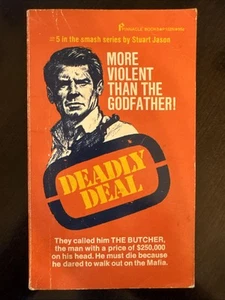 #5 in the smash series by Stuart Jason
MORE
VIOLENT
THAN THE
GODFATHER!
DEADLY
DEAL
They called him THE BUTCHER,
the man with a price of $250,000
on his head. He must die because
he dared to walk out on the Mafia.